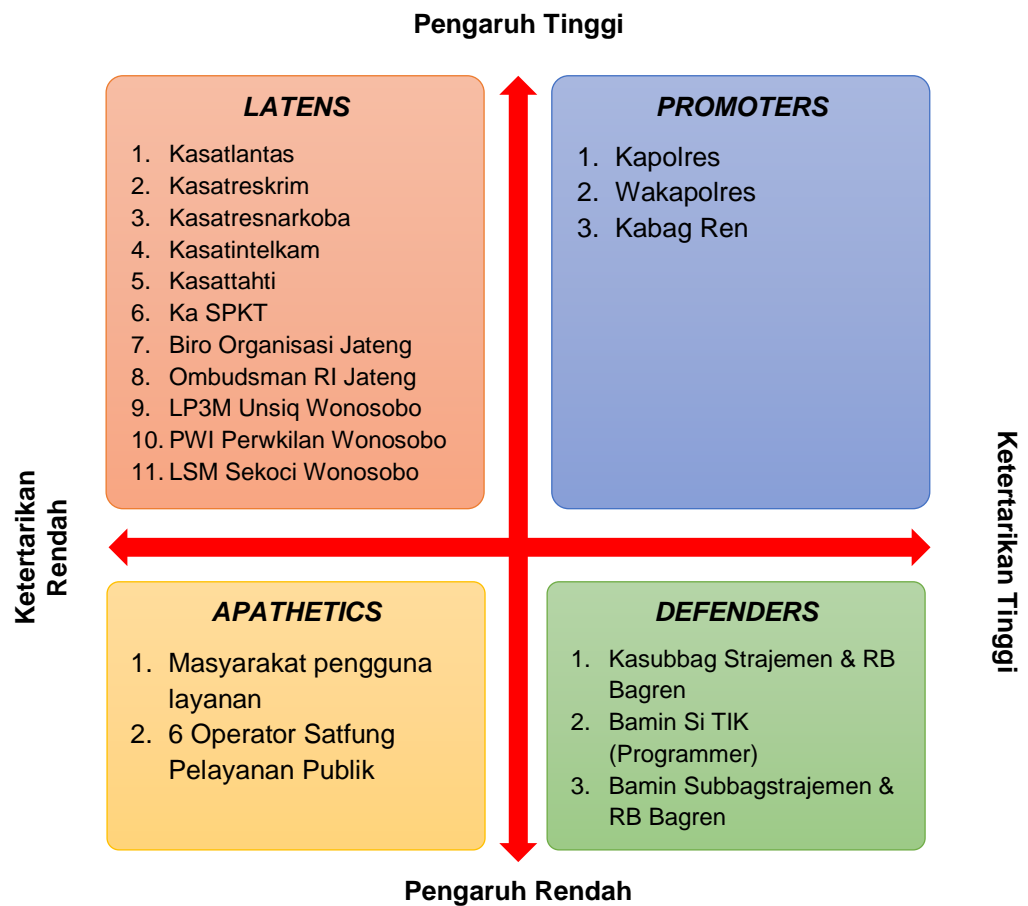 Pengaruh Tinggi
LATENS
1. Kasatlantas
2. Kasatreskrim
3. Kasatresnarkoba
4. Kasatintelkam
5. Kasattahti
6. Ka SPKT
7. Biro Organisasi Jateng
8. Ombudsman RI Jateng
9. LP3M Unsiq Wonosobo
10. PWI Perwkilan Wonosobo
11. LSM Sekoci Wonosobo
PROMOTERS
1. Kapolres
2. Wakapolres
3. Kabag Ren
Ketertarikan
Rendah
Ketertarikan Tinggi
APATHETICS
1. Masyarakat pengguna
layanan
2. 6 Operator Satfung
Pelayanan Publik
DEFENDERS
1. Kasubbag Strajemen & RB
Bagren
2. Bamin Si TIK
(Programmer)
3. Bamin Subbagstrajemen &
RB Bagren
Pengaruh Rendah